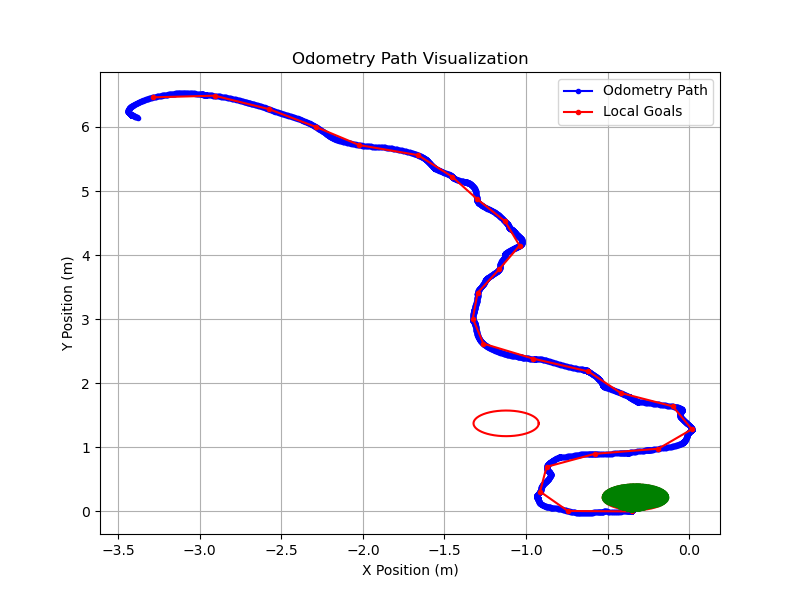 Odometry Path Visualization
Odometry Path
Local Goals
Y Position (m)
6
5
4
3
2
1
0
−3.5 −3.0 −2.5 −2.0 −1.5 −1.0 −0.5 0.0
X Position (m)